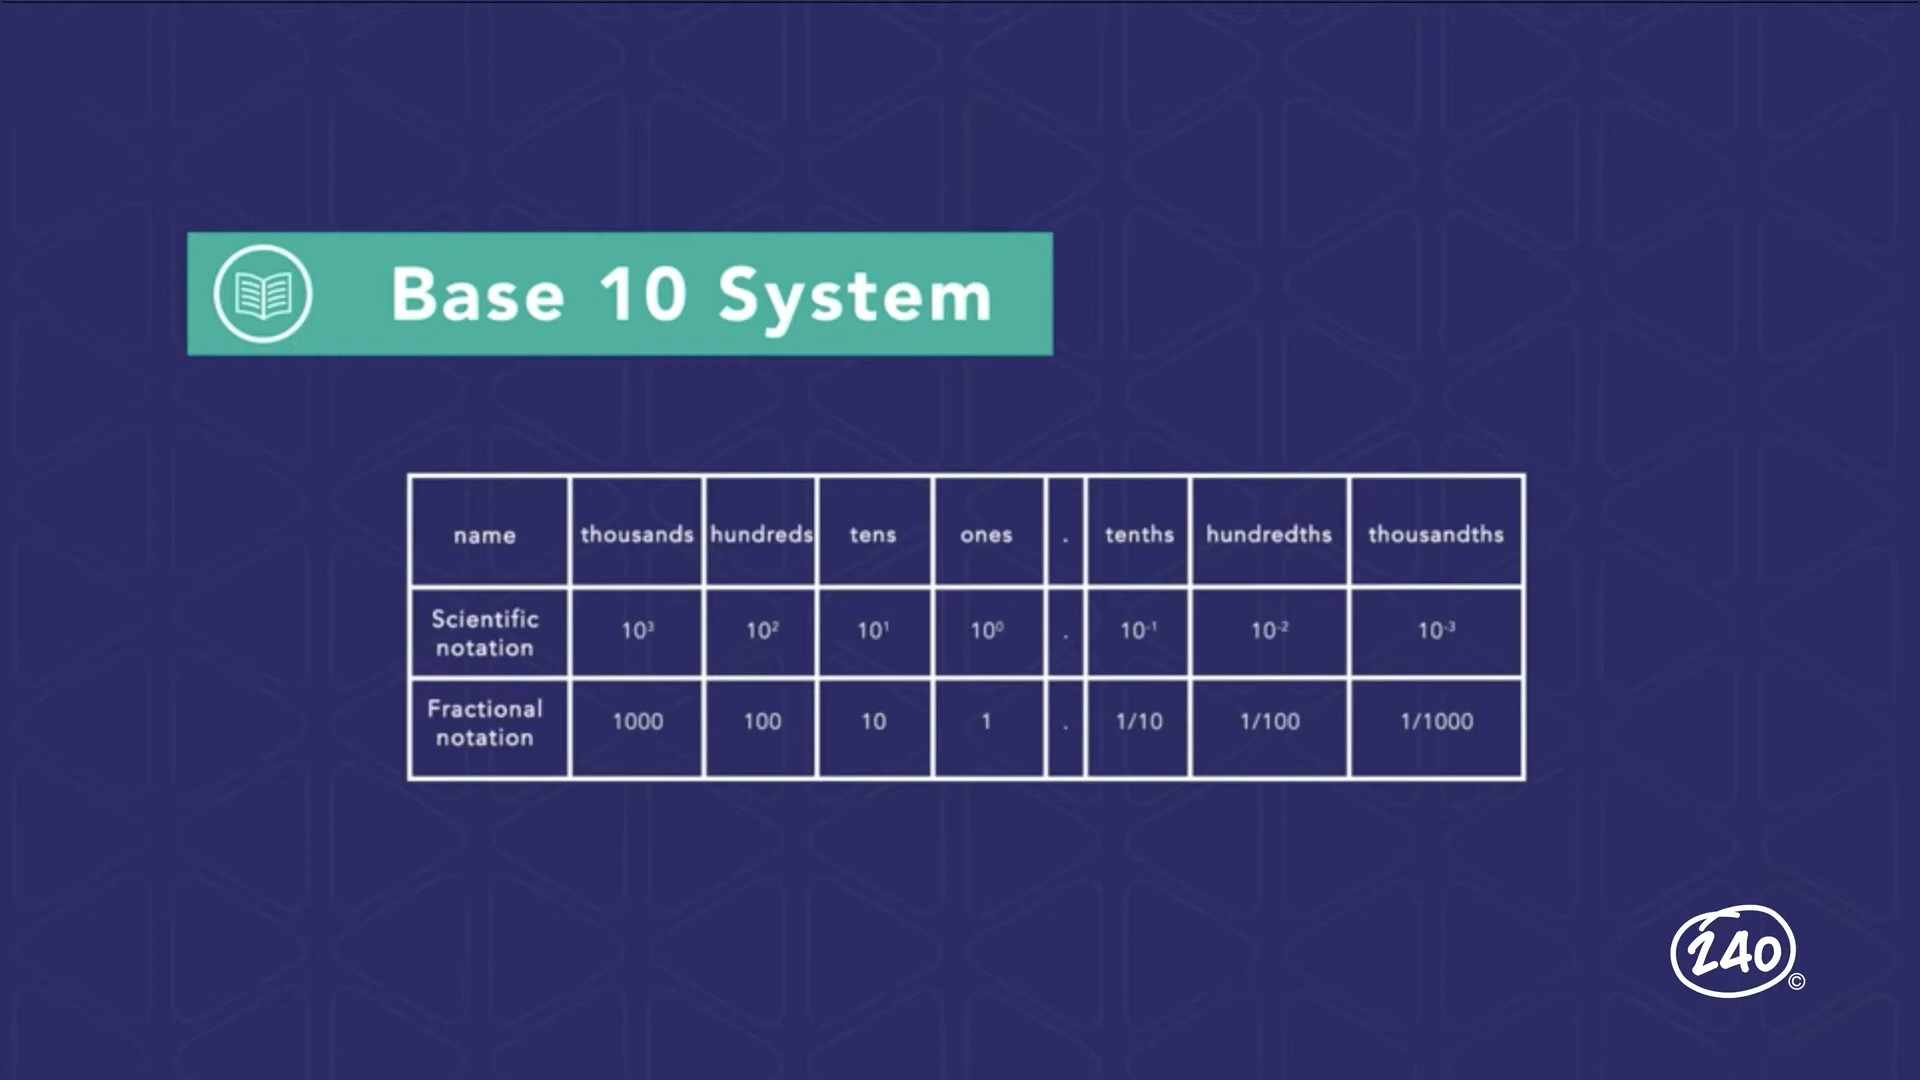 Base 10 System
name thousands hundreds tens ones . tenths hundredths thousandths
Scientific notation 10³ 10² 10¹ 10⁰ . 10⁻¹ 10⁻² 10⁻³
Fractional notation 1000 100 10 1 . 1/10 1/100 1/1000
240 ©